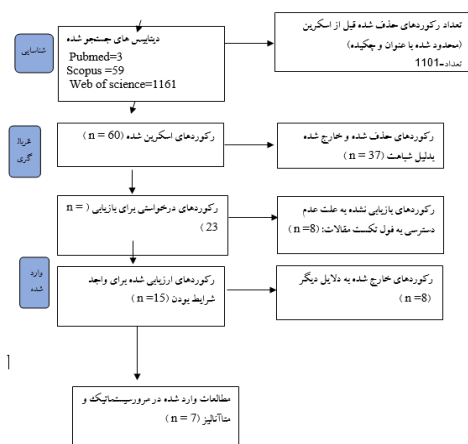 شناسایی
دیتابیس های جستجو شده
Pubmed=3
Scopus =59
Web of science=1161
تعداد رکوردهای حذف شده قبل از اسکرین
(محدود شده با عنوان و چکیده)
تعداد=1101
غربال
گری
رکوردهای اسکرین شده (n = 60)
رکوردهای حذف شده و خارج شده
بدلیل شباهت (n = 37)
رکوردهای درخواستی برای بازیابی (n =
23)
رکوردهای بازیابی نشده به علت عدم
دسترسی به فول تکست مقالات: (n =8)
وارد
شده
رکوردهای ارزیابی شده برای واجد
شرایط بودن (n =15)
رکوردهای خارج شده به دلایل دیگر
(n =8)
مطالعات وارد شده در مرورسیستماتیک و
متاآنالیز (n = 7)